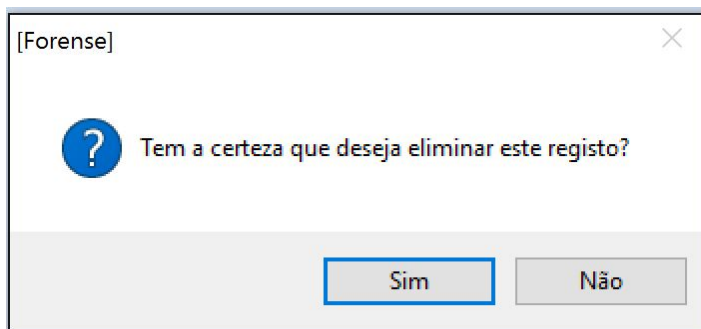 [Forense]
Tem a certeza que deseja eliminar este registo?
Sim Não